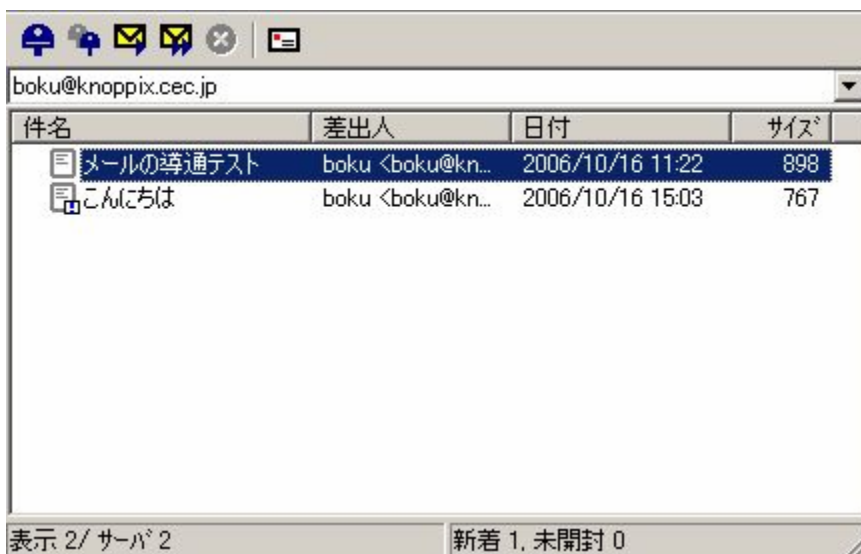 boku@knoppix.cec.jp
件名 差出人 日付 ｻｲｽﾞ
メールの導通テスト boku <boku@kn... 2006/10/16 11:22 898
こんにちは boku <boku@kn... 2006/10/16 15:03 767
表示 2/ ｻｰﾊﾞ 2 新着 1, 未開封 0